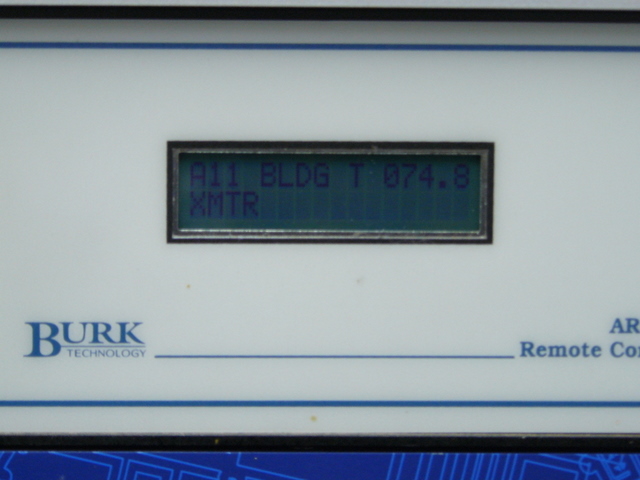 A11 BLDG T 074.8
XMTR
BURK
TECHNOLOGY
AR
Remote Co